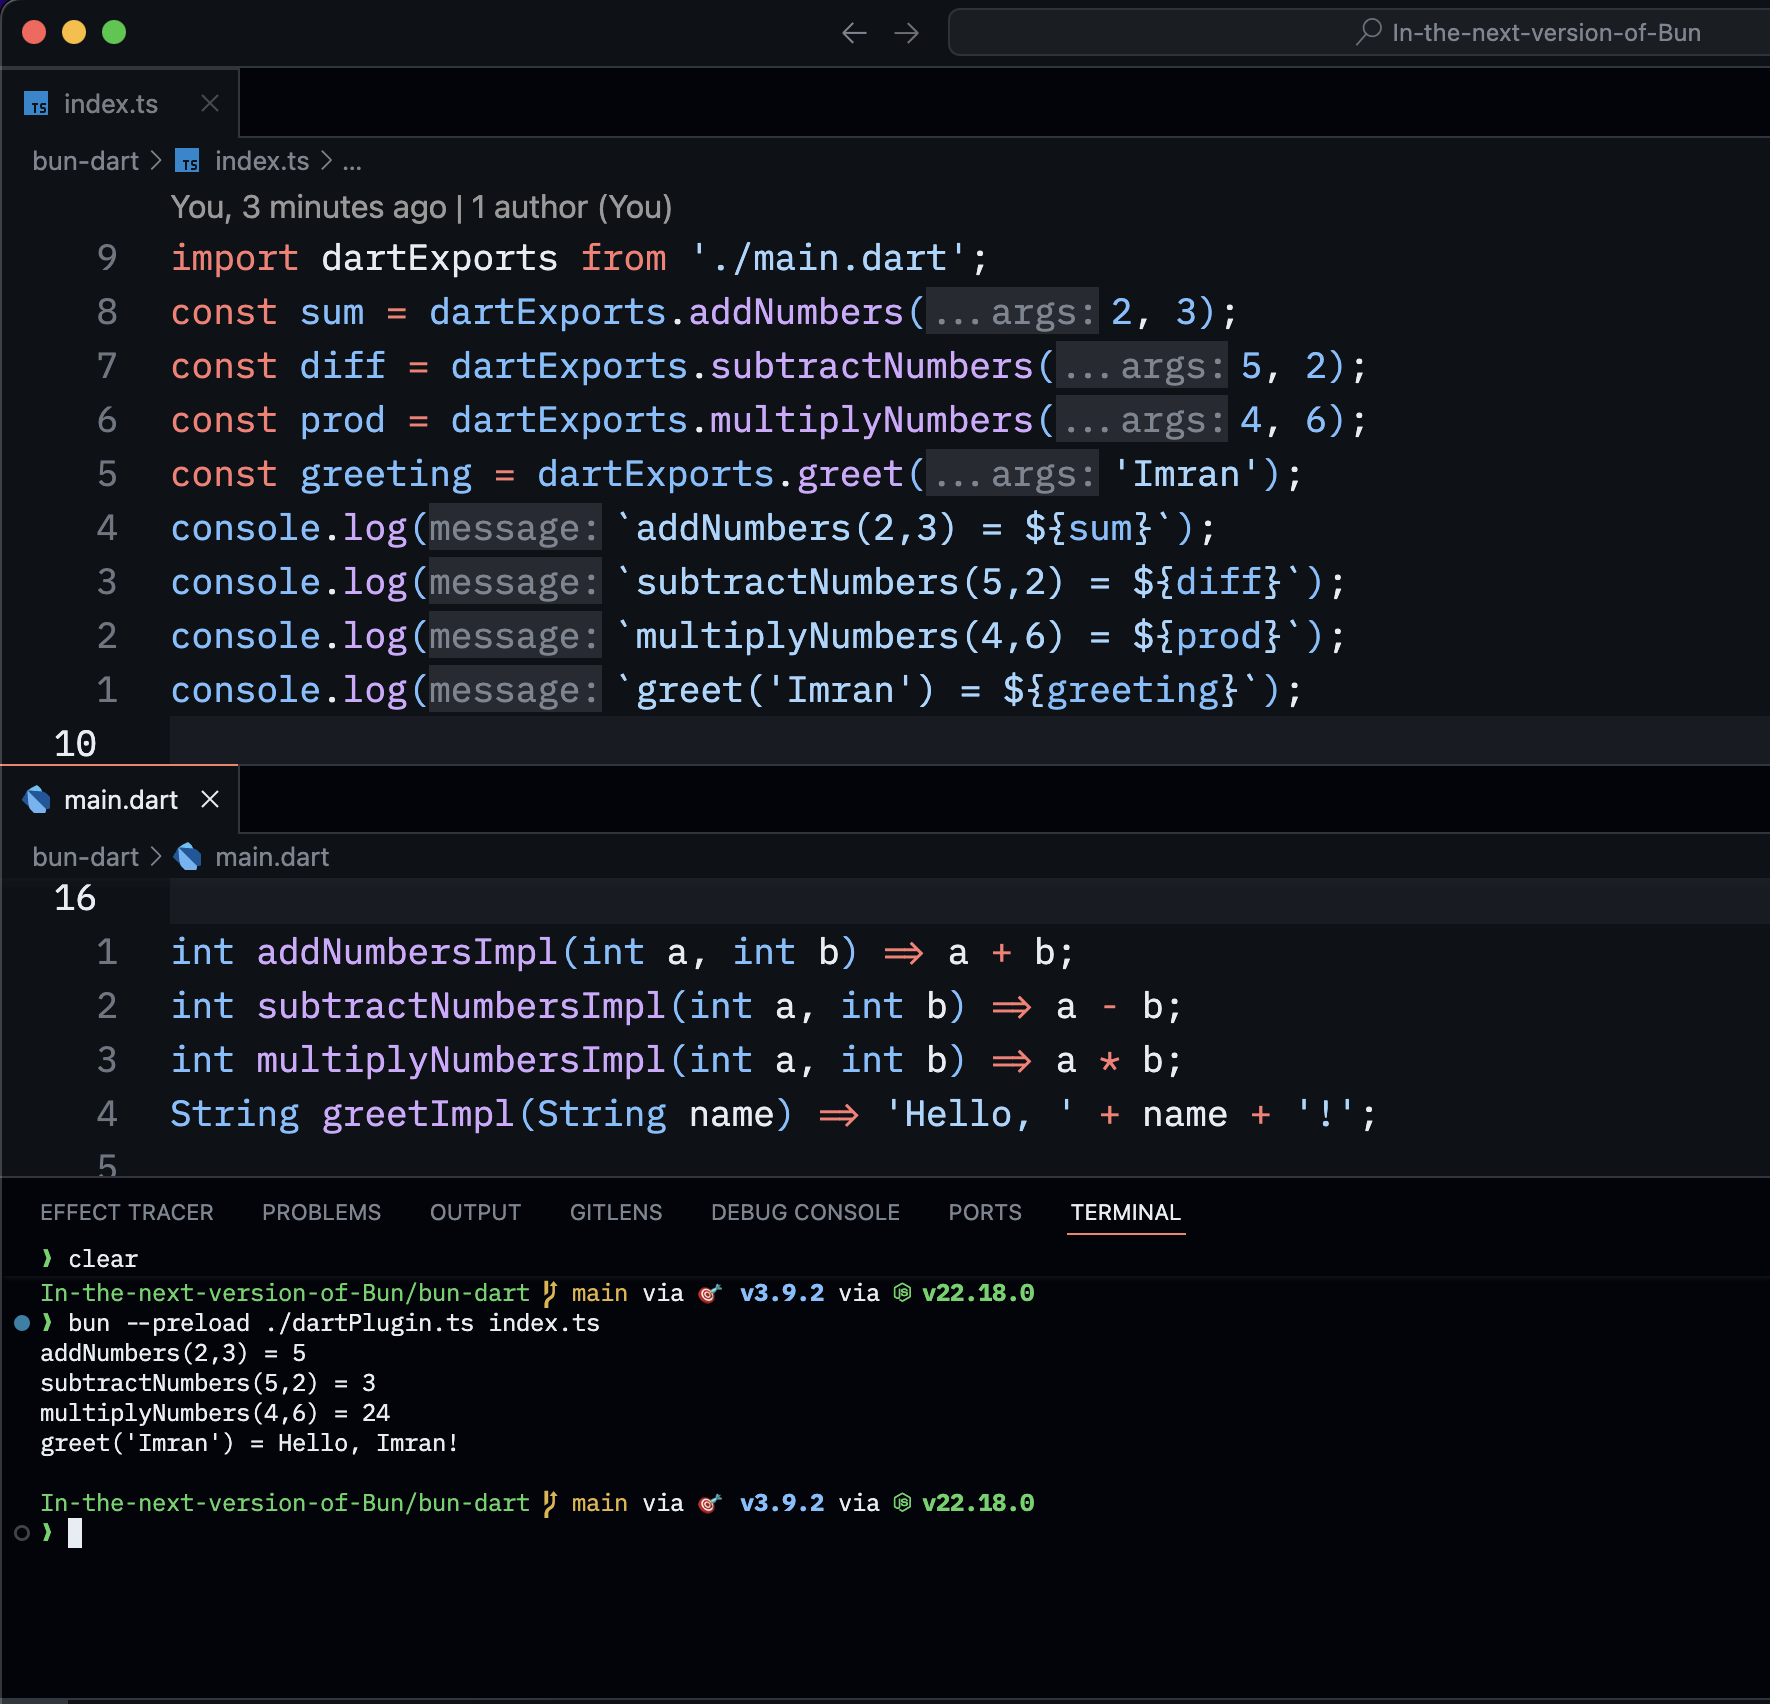 In-the-next-version-of-Bun
index.ts
bun-dart > index.ts > ...
You, 3 minutes ago | 1 author (You)
9 import dartExports from './main.dart';
8 const sum = dartExports.addNumbers(...args: 2, 3);
7 const diff = dartExports.subtractNumbers(...args: 5, 2);
6 const prod = dartExports.multiplyNumbers(...args: 4, 6);
5 const greeting = dartExports.greet(...args: 'Imran');
4 console.log(message: `addNumbers(2,3) = ${sum}`);
3 console.log(message: `subtractNumbers(5,2) = ${diff}`);
2 console.log(message: `multiplyNumbers(4,6) = ${prod}`);
1 console.log(message: `greet('Imran') = ${greeting}`);
10
main.dart
bun-dart > main.dart
16
1 int addNumbersImpl(int a, int b) => a + b;
2 int subtractNumbersImpl(int a, int b) => a - b;
3 int multiplyNumbersImpl(int a, int b) => a * b;
4 String greetImpl(String name) => 'Hello, ' + name + '!';
5
EFFECT TRACER PROBLEMS OUTPUT GITLENS DEBUG CONSOLE PORTS TERMINAL
❯ clear
In-the-next-version-of-Bun/bun-dart main via 🎯 v3.9.2 via v22.18.0
❯ bun --preload ./dartPlugin.ts index.ts
addNumbers(2,3) = 5
subtractNumbers(5,2) = 3
multiplyNumbers(4,6) = 24
greet('Imran') = Hello, Imran!
In-the-next-version-of-Bun/bun-dart main via 🎯 v3.9.2 via v22.18.0
❯